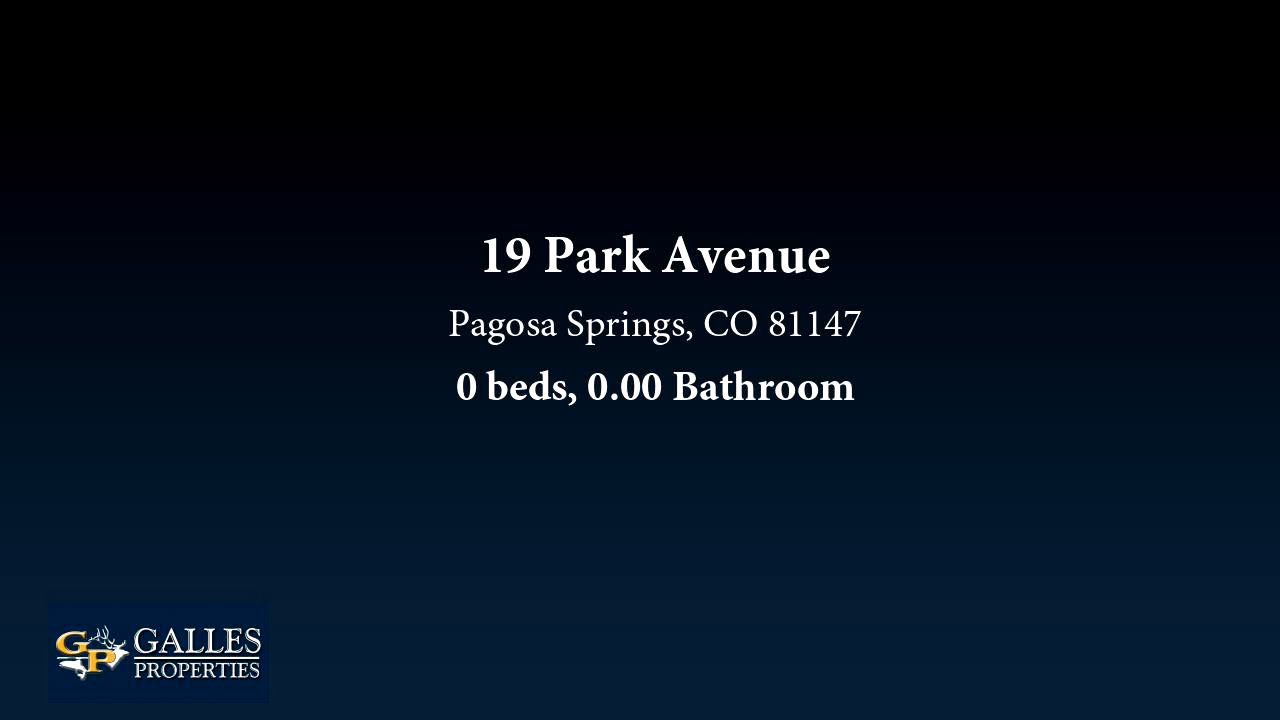 19 Park Avenue
Pagosa Springs, CO 81147
0 beds, 0.00 Bathroom
GP GALLES
PROPERTIES